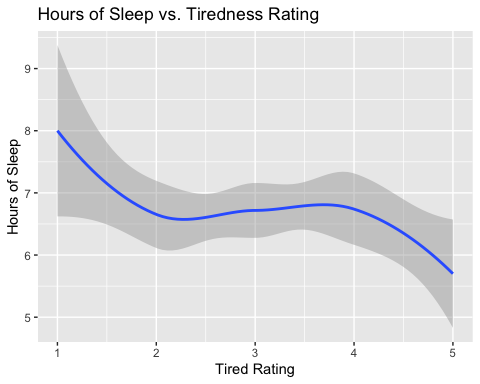 Hours of Sleep vs. Tiredness Rating
Hours of Sleep
9
8
7
6
5
1 2 3 4 5
Tired Rating